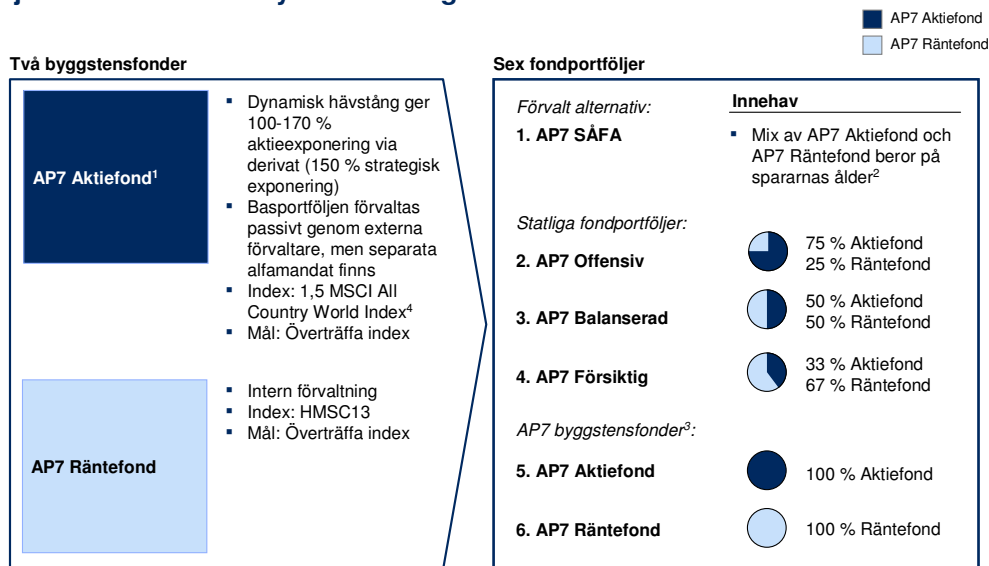 AP7 Aktiefond
AP7 Räntefond
Två byggstensfonder
AP7 Aktiefond¹
▪ Dynamisk hävstång ger
100-170 %
aktieexponering via
derivat (150 % strategisk
exponering)
▪ Basportföljen förvaltas
passivt genom externa
förvaltare, men separata
alfamandat finns
▪ Index: 1,5 MSCI All
Country World Index⁴
▪ Mål: Överträffa index
AP7 Räntefond
▪ Intern förvaltning
▪ Index: HMSC13
▪ Mål: Överträffa index
Sex fondportföljer
Förvalt alternativ:
Innehav
1. AP7 SÅFA
▪ Mix av AP7 Aktiefond och
AP7 Räntefond beror på
spararnas ålder²
Statliga fondportföljer:
2. AP7 Offensiv
75 % Aktiefond
25 % Räntefond
3. AP7 Balanserad
50 % Aktiefond
50 % Räntefond
4. AP7 Försiktig
33 % Aktiefond
67 % Räntefond
AP7 byggstensfonder³:
5. AP7 Aktiefond
100 % Aktiefond
6. AP7 Räntefond
100 % Räntefond